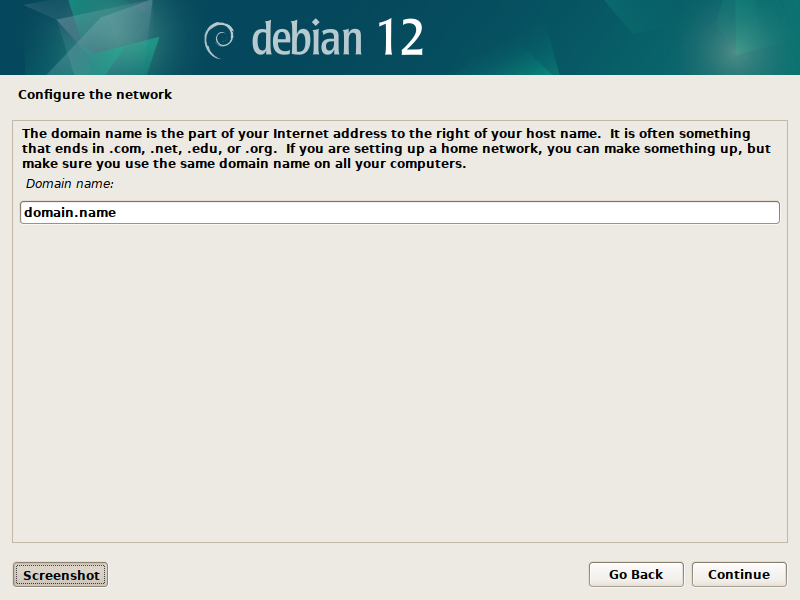 debian 12
Configure the network
The domain name is the part of your Internet address to the right of your host name.  It is often something
that ends in .com, .net, .edu, or .org.  If you are setting up a home network, you can make something up, but
make sure you use the same domain name on all your computers.
Domain name:
domain.name
Screenshot
Go Back
Continue